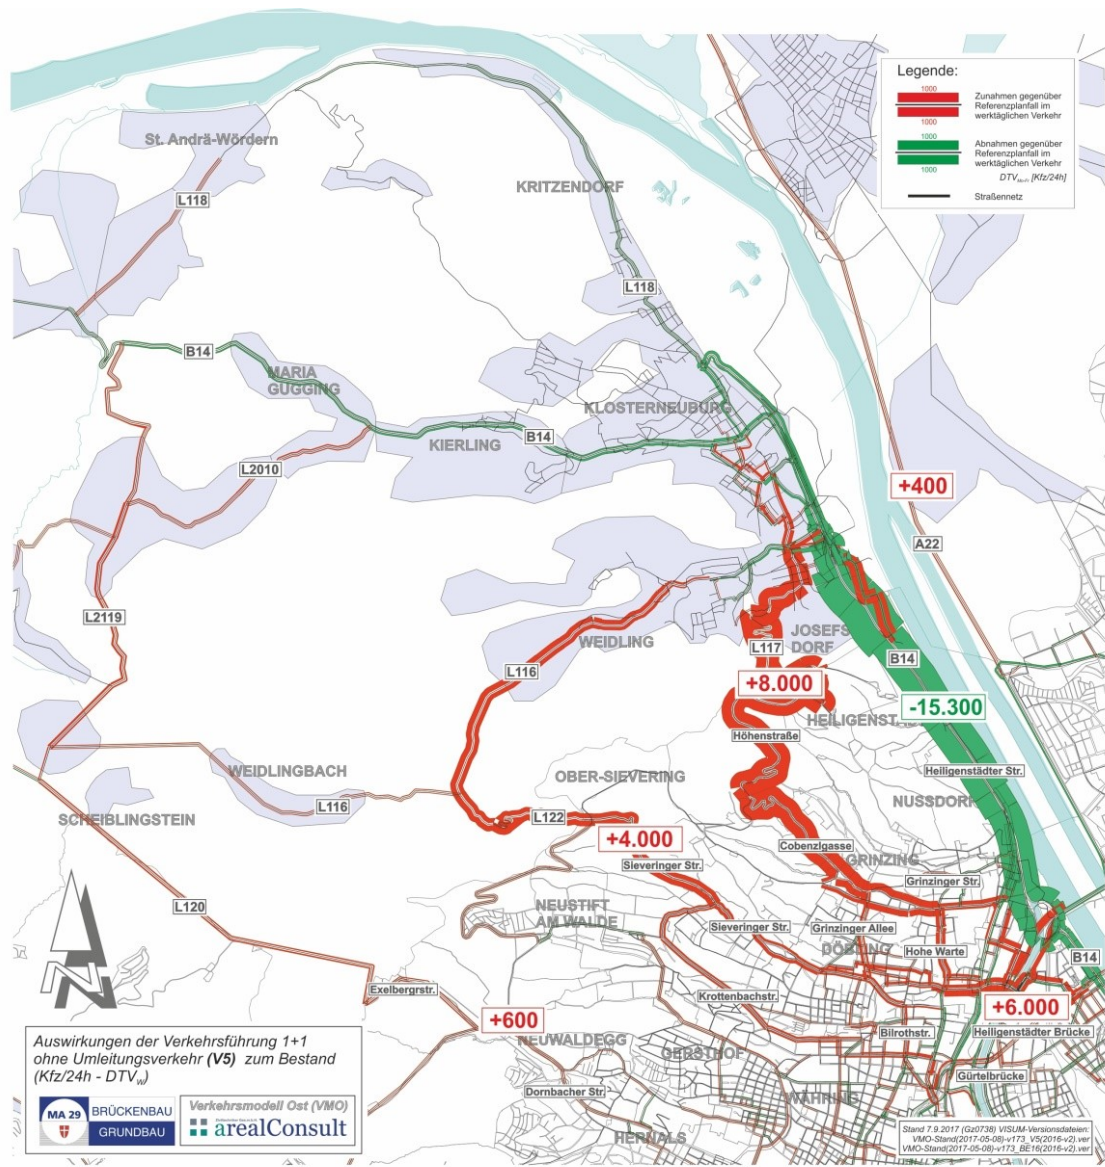 Legende:
1000
1000
Zunahmen gegenüber
Referenzplanfall im
werktäglichen Verkehr
1000
1000
Abnahmen gegenüber
Referenzplanfall im
werktäglichen Verkehr
[Kfz/24h]
Straßennetz
St. Andrä-Wördern
KRITZENDORF
L118
L118
B14
MARIA
GUGGING
KLOSTERNEUBURG
KIERLING
B14
L2010
+400
A22
L2119
WEIDLING
JOSEFS
DORF
L117
B14
L116
+8.000
-15.300
HEILIGENSTA
Höhenstraße
WEIDLINGBACH
OBER-SIEVERING
Heiligenstädter Str.
NUSSDORF
L116
SCHEIBLINGSTEIN
L122
+4.000
Cobenzlgasse
GRINZING
Sieveringer Str.
Grinzinger Str.
L120
NEUSTIFT
AM WALDE
Sieveringer Str.
Grinzinger Allee
DÖBLING
Hohe Warte
B14
Exelbergstr.
Krottenbachstr.
+6.000
+600
Bilrothstr.
Heiligenstädter Brücke
NEUWALDEGG
GERSTHOF
Gürtelbrücke
Dornbacher Str.
WÄHRING
HERNALS
N
Auswirkungen der Verkehrsführung 1+1
ohne Umleitungsverkehr (V5) zum Bestand
(Kfz/24h - DTVw)
MA 29
BRÜCKENBAU
GRUNDBAU
Verkehrsmodell Ost (VMO)
arealConsult
Stand 7.9.2017 (Gz0738) VISUM-Versionsdateien:
VMO-Stand(2017-05-08)-v173_V5(2016-v2).ver
VMO-Stand(2017-05-08)-v173_BE16(2016-v2).ver